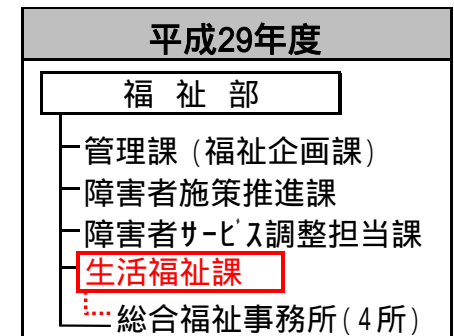 平成29年度
福 祉 部
管理課（福祉企画課）
障害者施策推進課
障害者ｻｰﾋﾞｽ調整担当課
生活福祉課
総合福祉事務所(４所)